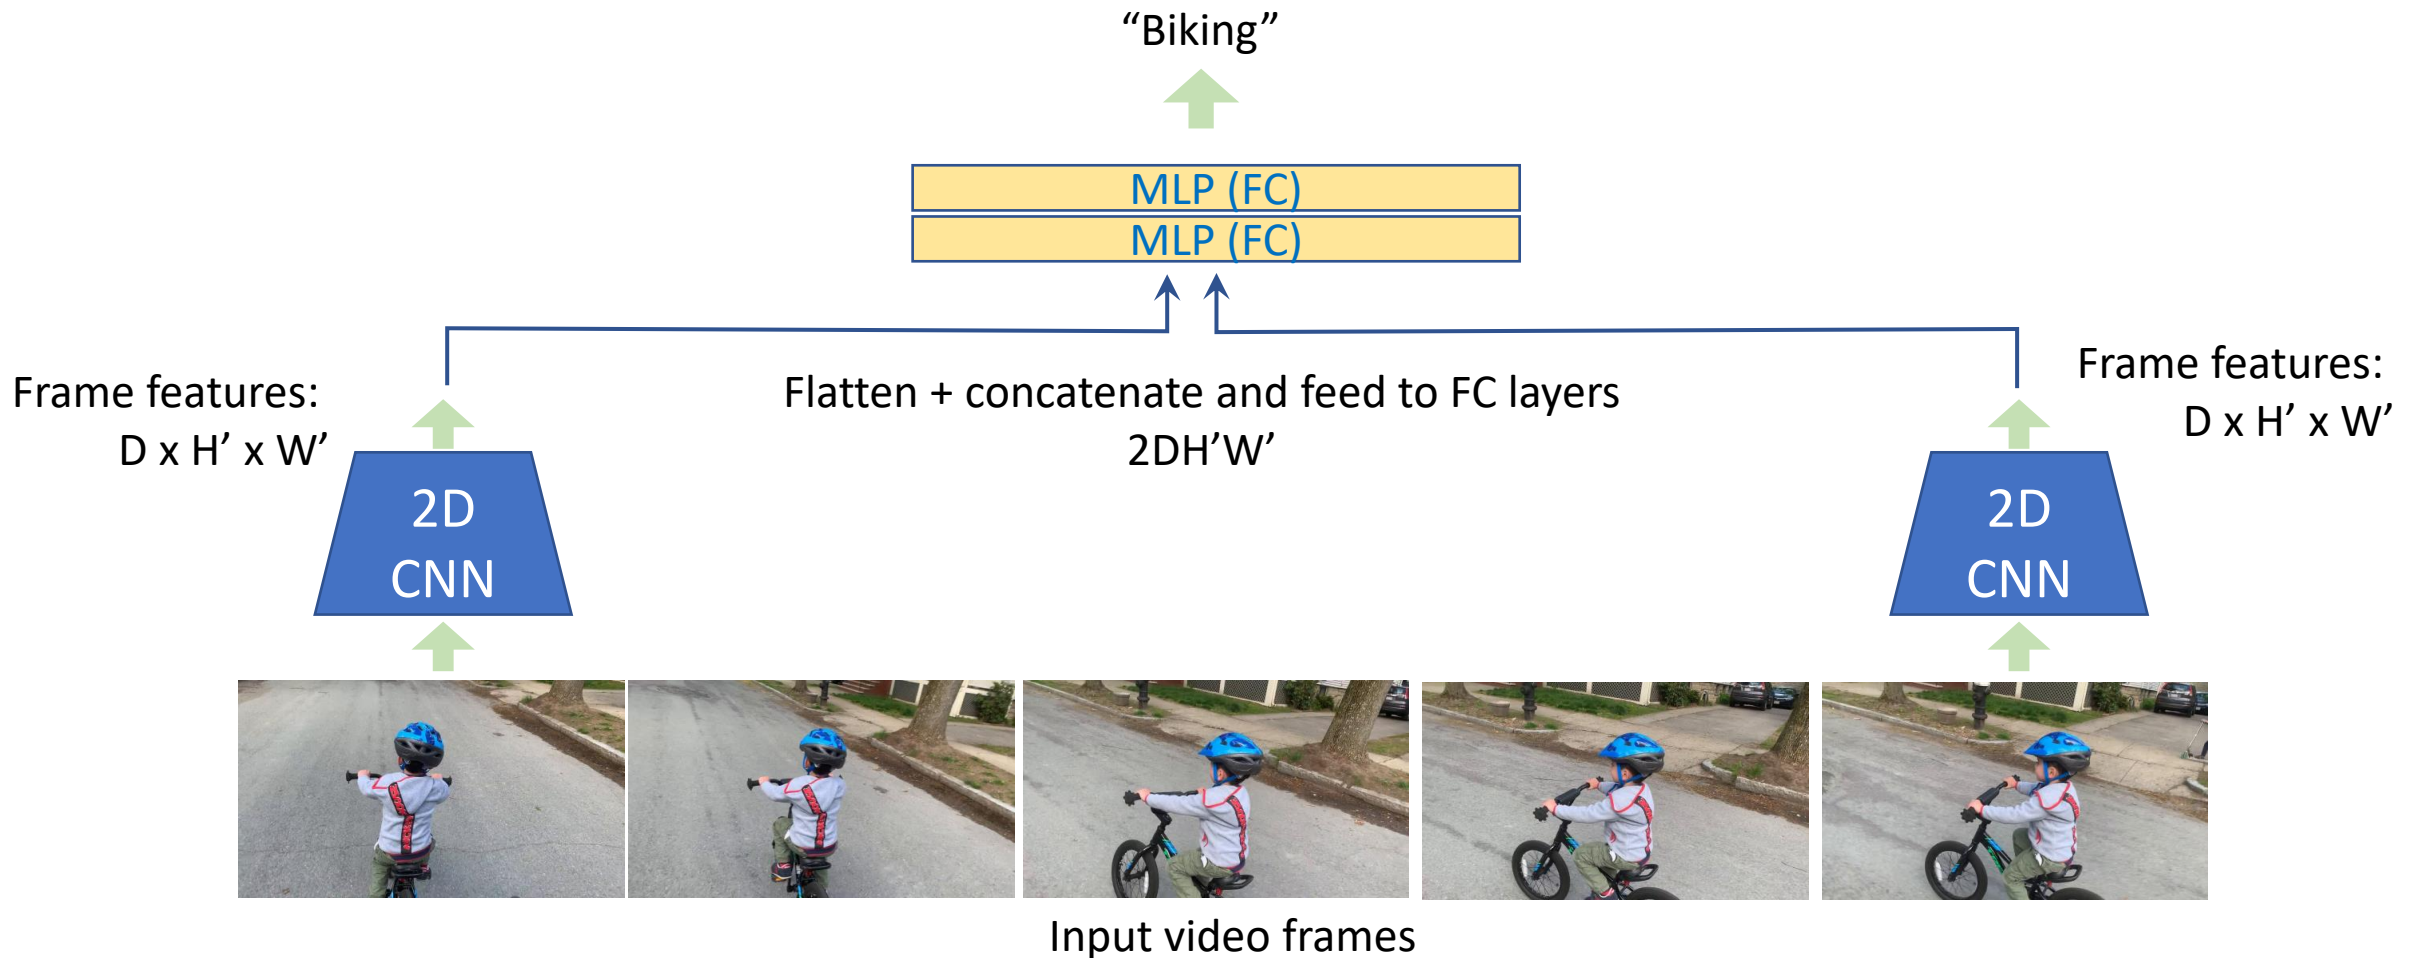 “Biking”
MLP (FC)
MLP (FC)
Frame features:
D x H’ x W’
Flatten + concatenate and feed to FC layers
2DH’W’
Frame features:
D x H’ x W’
2D
CNN
2D
CNN
Input video frames